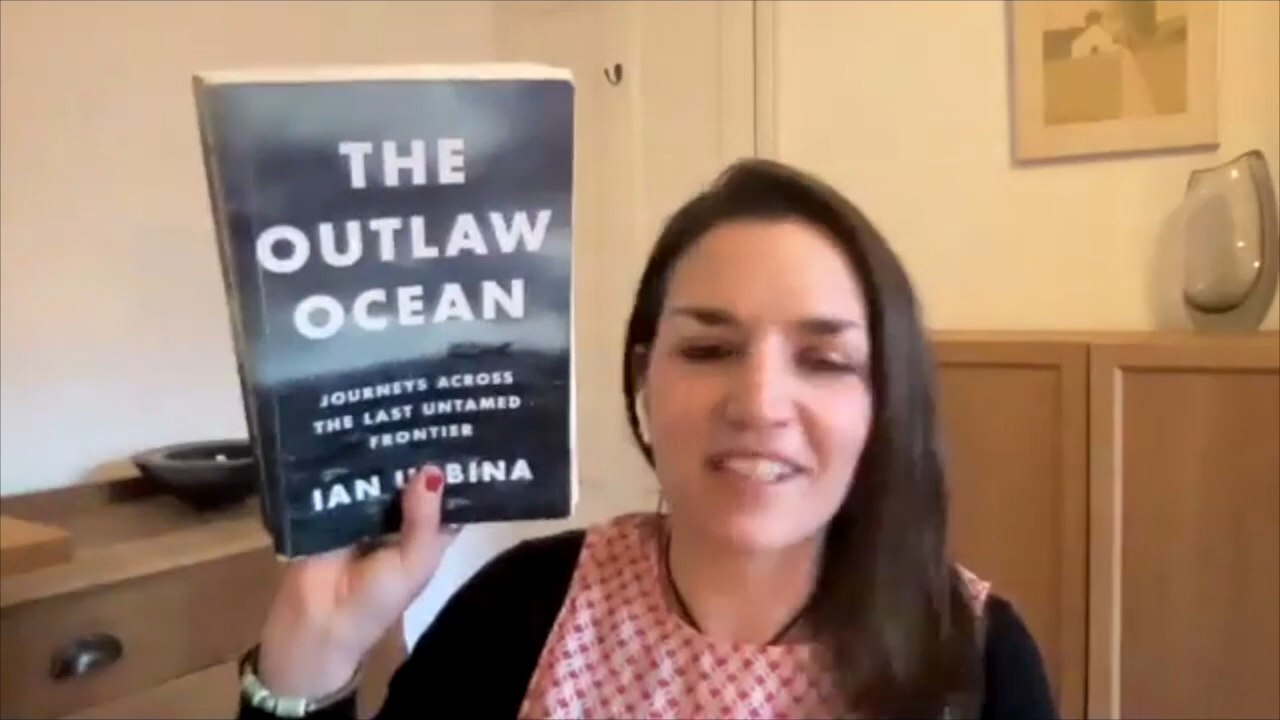 THE
OUTLAW
OCEAN
JOURNEYS ACROSS
THE LAST UNTAMED
FRONTIER
IAN